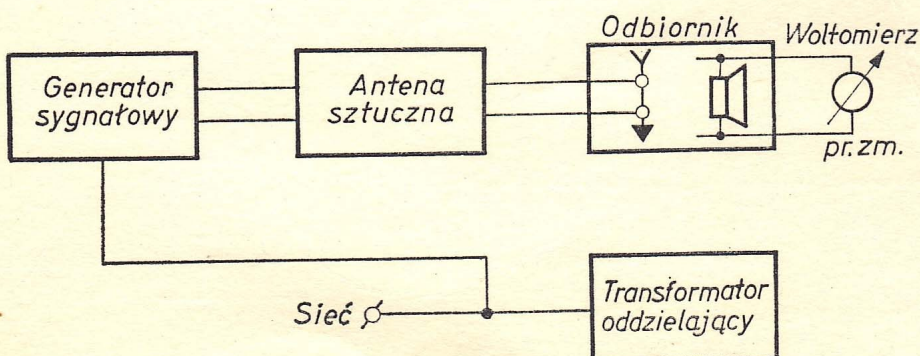 Odbiornik
Woltomierz
Generator
sygnałowy
Antena
sztuczna
pr. zm.
Sieć
Transformator
oddzielający